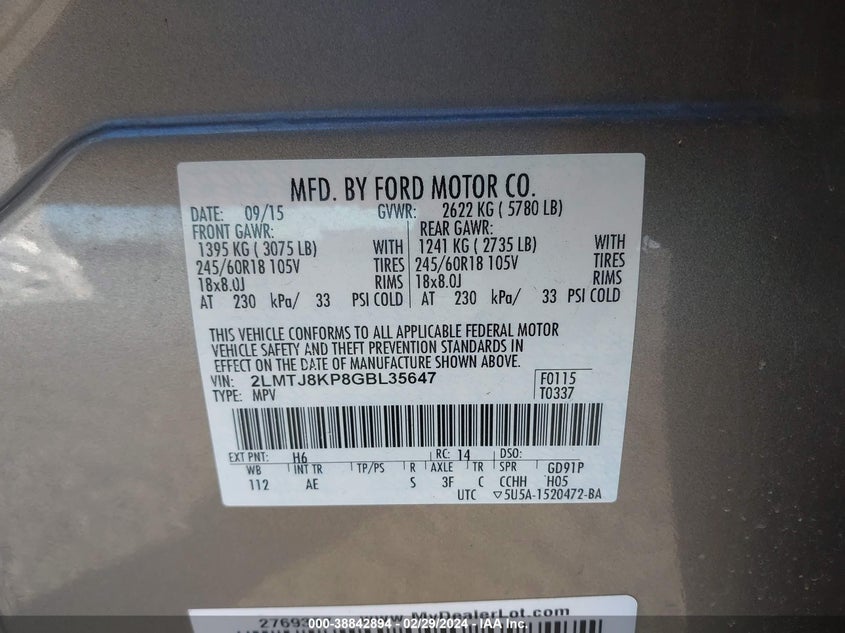 MFD. BY FORD MOTOR CO.
DATE: 09/15 GVWR: 2622 KG ( 5780 LB)
FRONT GAWR: REAR GAWR:
1395 KG ( 3075 LB) WITH 1241 KG ( 2735 LB) WITH
245/60R18 105V TIRES 245/60R18 105V TIRES
18x8.0J RIMS 18x8.0J RIMS
AT 230 kPa/ 33 PSI COLD AT 230 kPa/ 33 PSI COLD
THIS VEHICLE CONFORMS TO ALL APPLICABLE FEDERAL MOTOR
VEHICLE SAFETY AND THEFT PREVENTION STANDARDS IN
EFFECT ON THE DATE OF MANUFACTURE SHOWN ABOVE.
VIN: 2LMTJ8KP8GBL35647 F0115
TYPE: MPV T0337
EXT PNT: H6 RC: 14 DSO:
WB INT TR TP/PS R AXLE TR SPR GD91P
112 AE S 3F C CCHH H05
UTC ▽5U5A-1520472-BA
27693 www.MyDealerLot.com
000-38842894 - 02/29/2024 - IAA Inc.